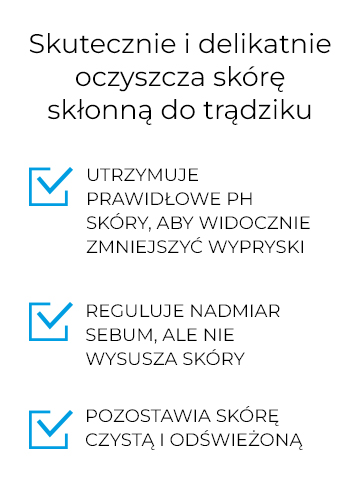 Skutecznie i delikatnie
oczyszcza skórę
skłonną do trądziku
UTRZYMUJE
PRAWIDŁOWE PH
SKÓRY, ABY WIDOCZNIE
ZMNIEJSZYĆ WYPRYSKI
REGULUJE NADMIAR
SEBUM, ALE NIE
WYSUSZA SKÓRY
POZOSTAWIA SKÓRĘ
CZYSTĄ I ODŚWIEŻONĄ